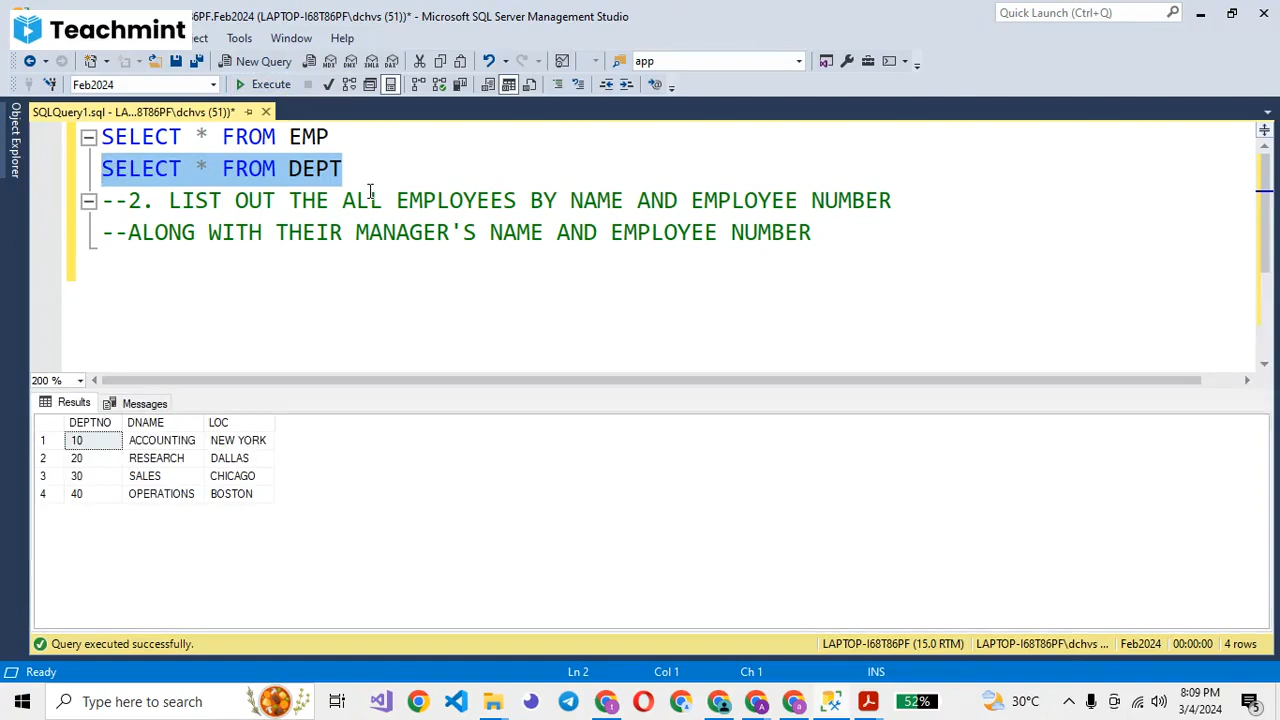 Teachmint
6PF.Feb2024 (LAPTOP-I68T86PF\dchvs (51))* - Microsoft SQL Server Management Studio
Quick Launch (Ctrl+Q)
Tools Window Help
New Query
app
Feb2024
Execute
SQLQuery1.sql - LA...8T86PF\dchvs (51))*
Object Explorer
SELECT * FROM EMP
SELECT * FROM DEPT
--2. LIST OUT THE ALL EMPLOYEES BY NAME AND EMPLOYEE NUMBER
--ALONG WITH THEIR MANAGER'S NAME AND EMPLOYEE NUMBER
200 %
Results Messages
DEPTNO DNAME LOC
1 10 ACCOUNTING NEW YORK
2 20 RESEARCH DALLAS
3 30 SALES CHICAGO
4 40 OPERATIONS BOSTON
Query executed successfully.
LAPTOP-I68T86PF (15.0 RTM) LAPTOP-I68T86PF\dchvs ... Feb2024 00:00:00 4 rows
Ready Ln 2 Col 1 Ch 1 INS
Type here to search
52%
30°C
8:09 PM
3/4/2024
5